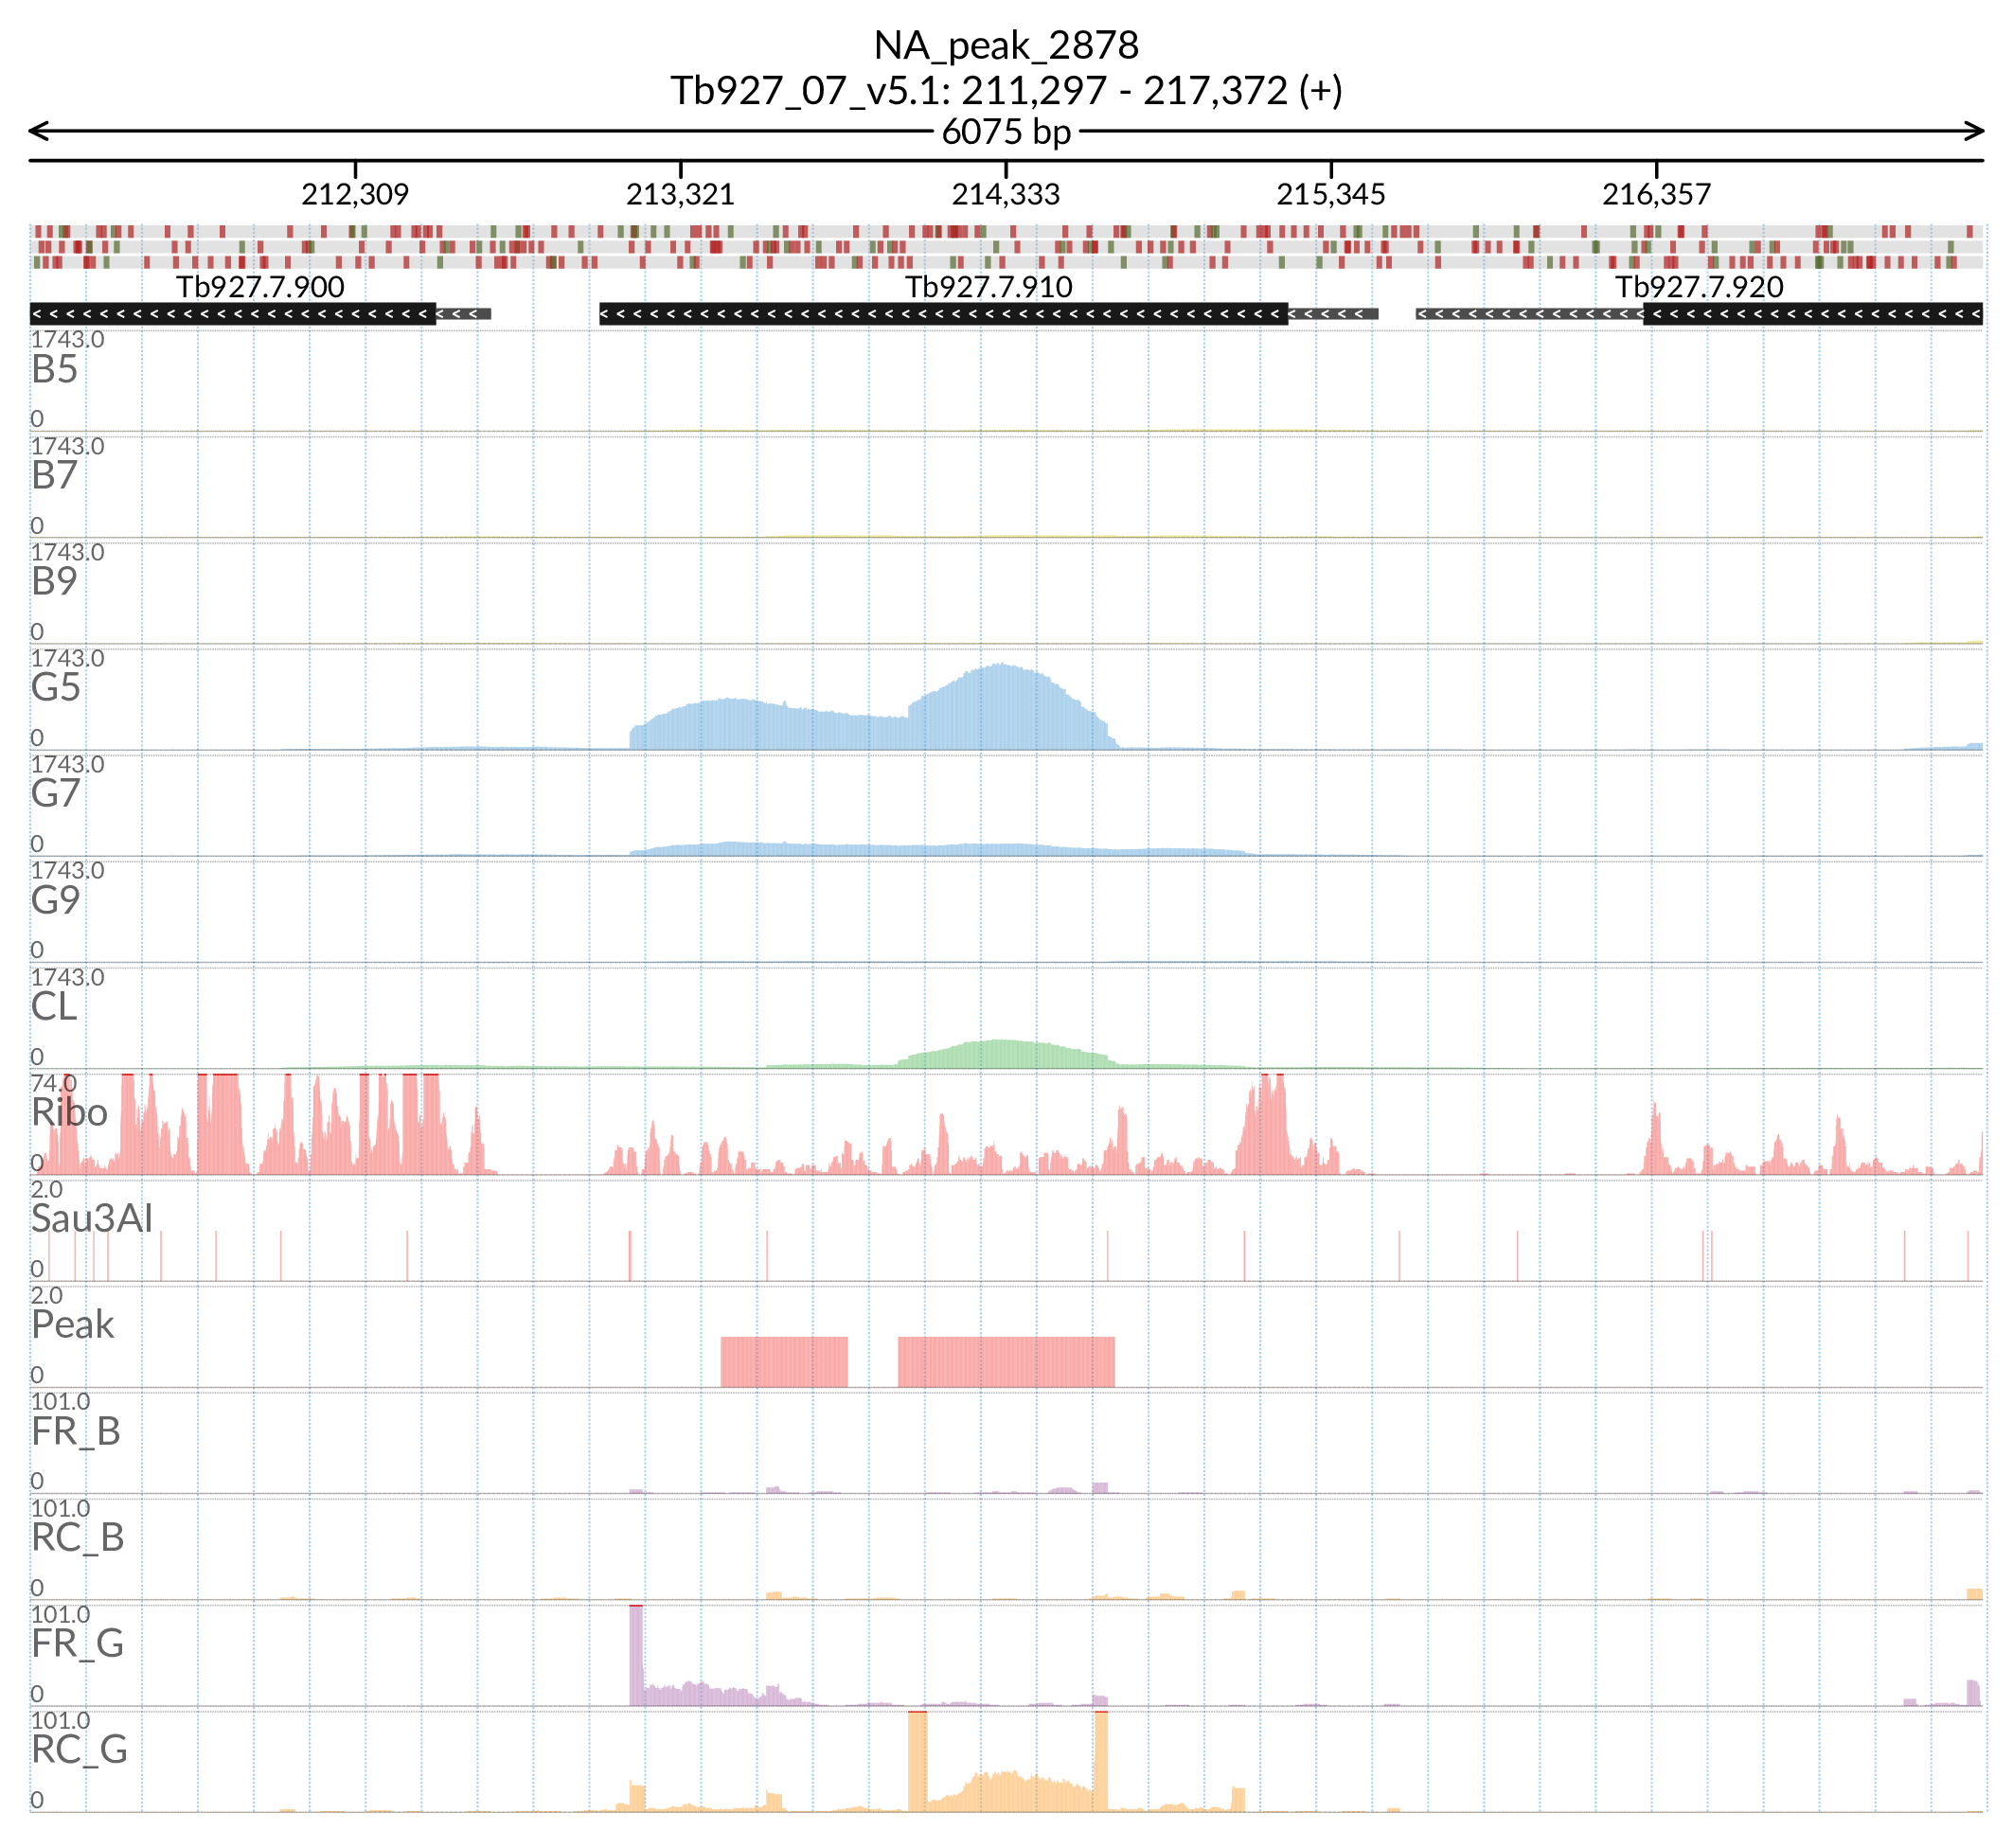 NA_peak_2878
Tb927_07_v5.1: 211,297 - 217,372 (+)
6075 bp
212,309 213,321 214,333 215,345 216,357
Tb927.7.900 Tb927.7.910 Tb927.7.920
1743.0
B5
0
1743.0
B7
0
1743.0
B9
0
1743.0
G5
0
1743.0
G7
0
1743.0
G9
0
1743.0
CL
0
74.0
Ribo
0
2.0
Sau3AI
0
2.0
Peak
0
101.0
FR_B
0
101.0
RC_B
0
101.0
FR_G
0
101.0
RC_G
0